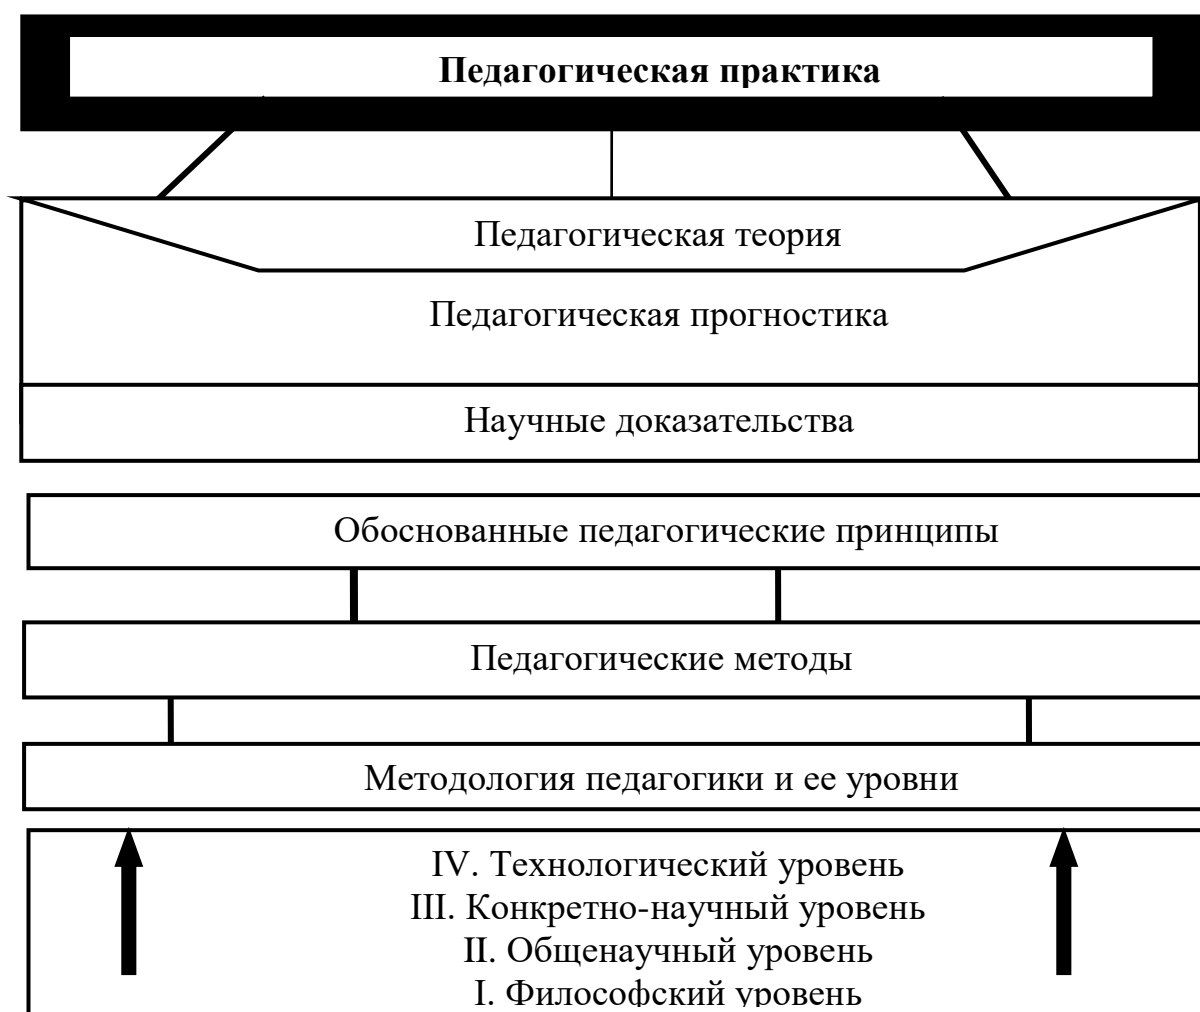 Педагогическая практика
Педагогическая теория
Педагогическая прогностика
Научные доказательства
Обоснованные педагогические принципы
Педагогические методы
Методология педагогики и ее уровни
IV. Технологический уровень
III. Конкретно-научный уровень
II. Общенаучный уровень
I. Философский уровень